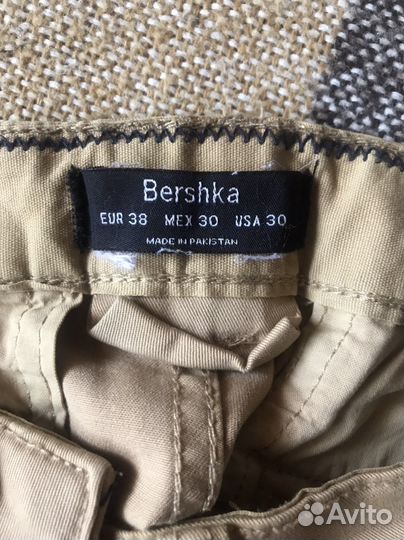 Bershka
EUR 38 MEX 30 USA 30
MADE IN PAKISTAN
Avito